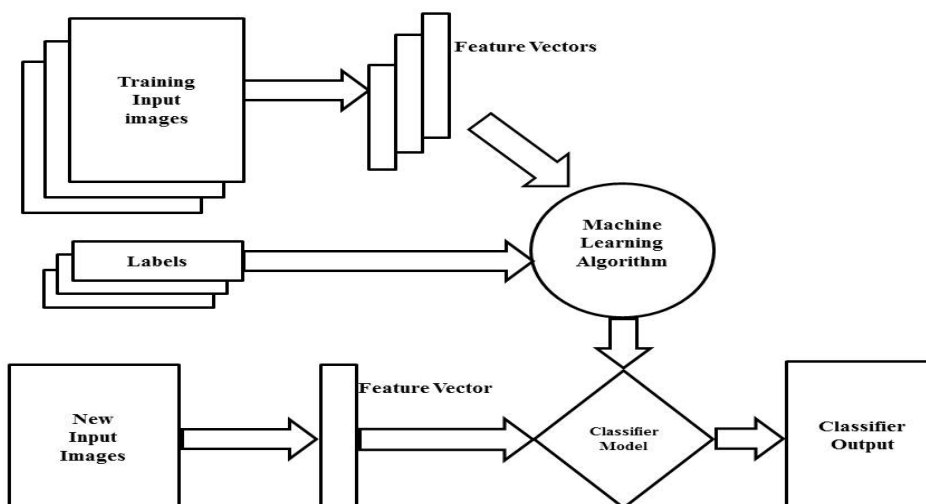 Training
Input
images
Feature Vectors
Machine
Learning
Algorithm
Labels
New
Input
Images
Feature Vector
Classifier
Model
Classifier
Output